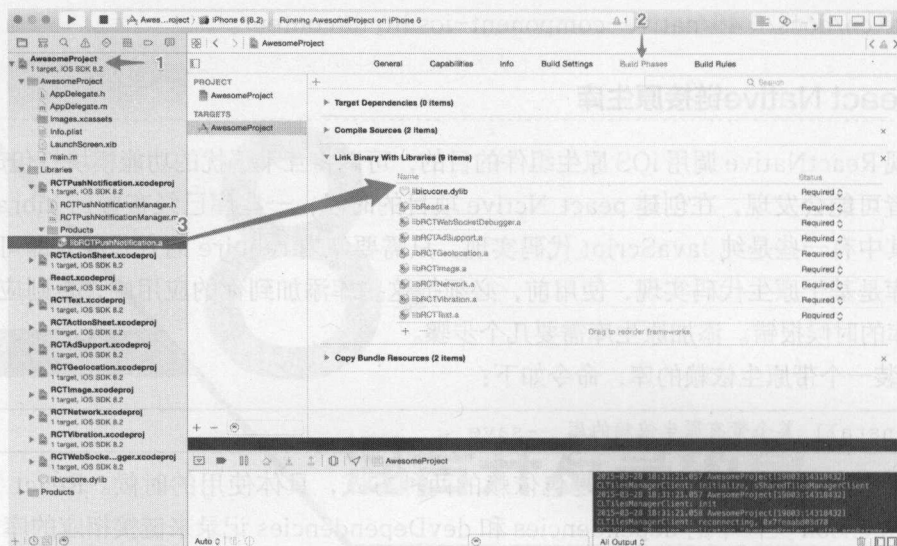 Awes...roject
iPhone 6 (8.2)
Running AwesomeProject on iPhone 6
1
2
AwesomeProject
AwesomeProject
1 target, iOS SDK 8.2
1
AwesomeProject
AppDelegate.h
AppDelegate.m
Images.xcassets
Info.plist
LaunchScreen.xib
main.m
Libraries
RCTPushNotification.xcodeproj
1 target, iOS SDK 8.2
RCTPushNotificationManager.h
RCTPushNotificationManager.m
Products
3
libRCTPushNotification.a
RCTActionSheet.xcodeproj
1 target, iOS SDK 8.2
React.xcodeproj
1 target, iOS SDK 8.2
RCTText.xcodeproj
1 target, iOS SDK 8.2
RCTActionSheet.xcodeproj
1 target, iOS SDK 8.2
RCTAdSupport.xcodeproj
1 target, iOS SDK 8.2
RCTGeolocation.xcodeproj
1 target, iOS SDK 8.2
RCTImage.xcodeproj
1 target, iOS SDK 8.2
RCTNetwork.xcodeproj
1 target, iOS SDK 8.2
RCTVibration.xcodeproj
1 target, iOS SDK 8.2
RCTWebSocke...gger.xcodeproj
1 target, iOS SDK 8.2
libicucore.dylib
Products
General Capabilities Info Build Settings Build Phases Build Rules
PROJECT
AwesomeProject
TARGETS
AwesomeProject
Search
Target Dependencies (0 items)
Compile Sources (2 items)
Link Binary With Libraries (9 items)
Name Status
libicucore.dylib Required
libReact.a Required
libRCTWebSocketDebugger.a Required
libRCTAdSupport.a Required
libRCTGeolocation.a Required
libRCTImage.a Required
libRCTNetwork.a Required
libRCTVibration.a Required
libRCTText.a Required
Drag to reorder frameworks
Copy Bundle Resources (2 items)
AwesomeProject
Auto
All Output